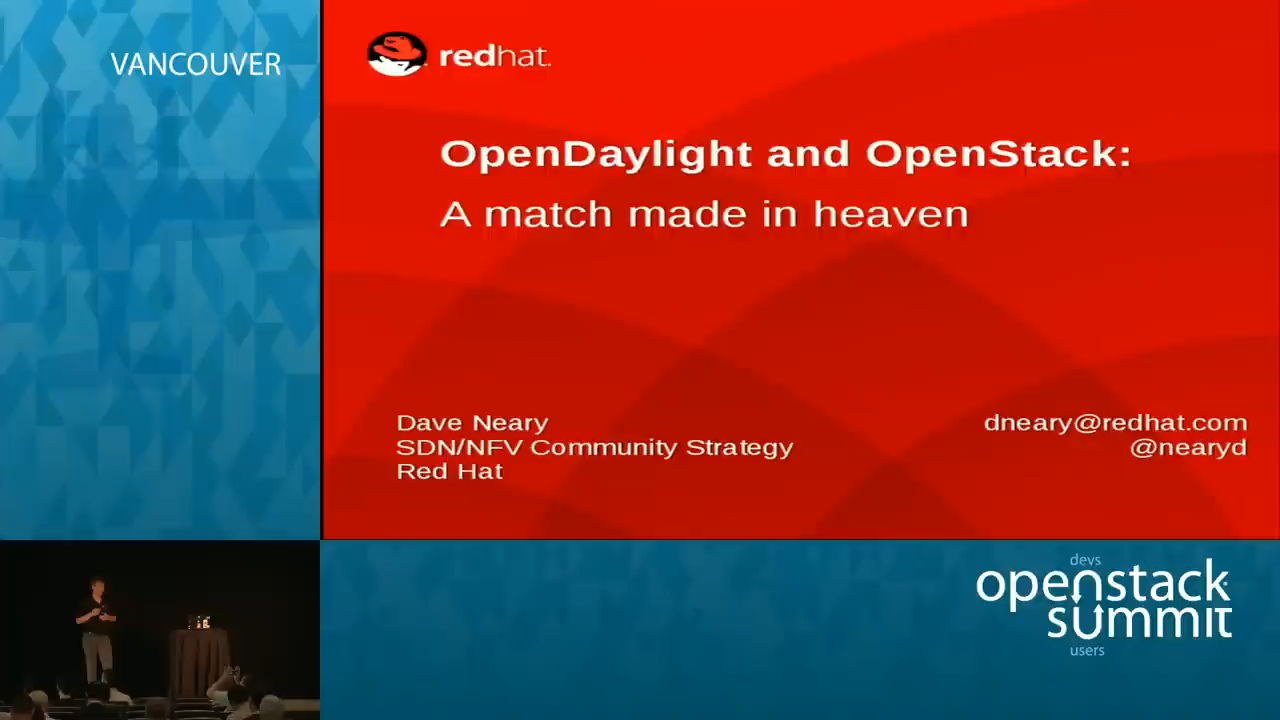 VANCOUVER
redhat.
OpenDaylight and OpenStack:
A match made in heaven
Dave Neary
SDN/NFV Community Strategy
Red Hat
dneary@redhat.com
@nearyd
devs
openstack
summit
users